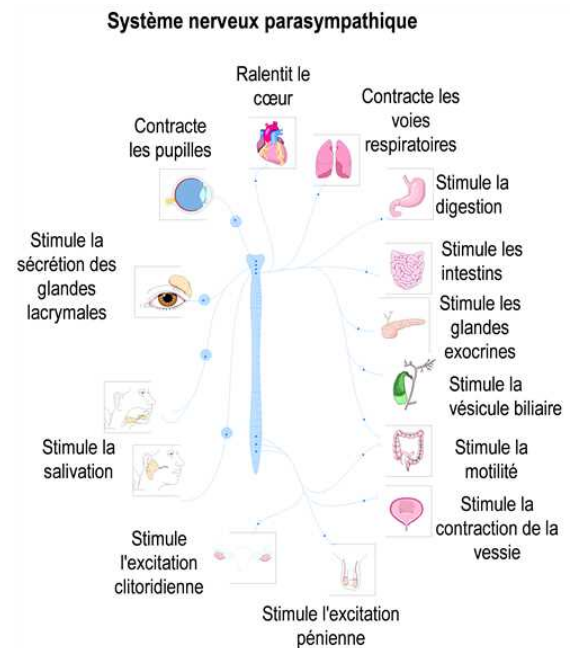 Système nerveux parasympathique
Ralentit le
cœur
Contracte les
voies
respiratoires
Contracte
les pupilles
Stimule la
digestion
Stimule la
sécrétion des
glandes
lacrymales
Stimule les
intestins
Stimule les
glandes
exocrines
Stimule la
vésicule biliaire
Stimule la
salivation
Stimule la
motilité
Stimule la
contraction de la
vessie
Stimule
l'excitation
clitoridienne
Stimule l'excitation
pénienne